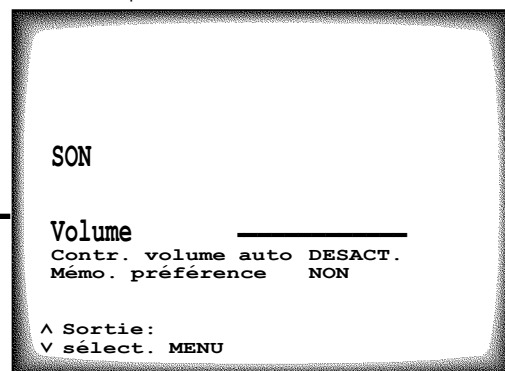 SON
Volume
Contr. volume auto DESACT.
Mémo. préférence NON
∧ Sortie:
∨ sélect. MENU